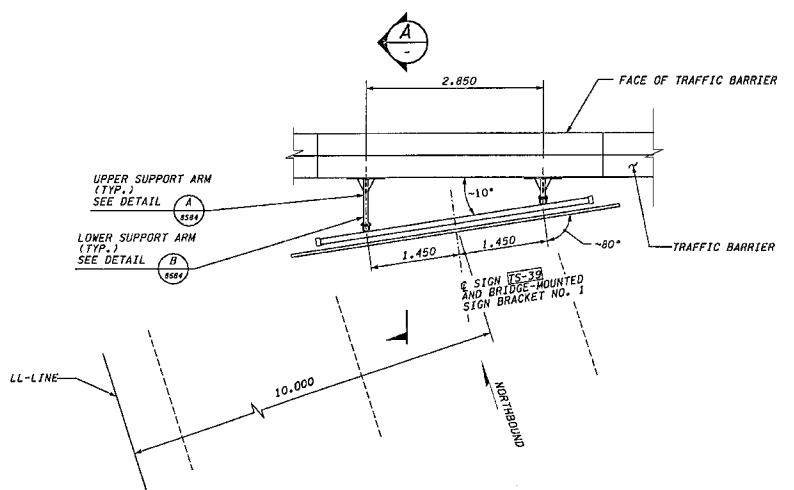 A
-
2.850
FACE OF TRAFFIC BARRIER
UPPER SUPPORT ARM
(TYP.)
SEE DETAIL A
8584
~10°
LOWER SUPPORT ARM
(TYP.)
SEE DETAIL B
8584
1.450
1.450
~80°
TRAFFIC BARRIER
℄ SIGN TS-39
AND BRIDGE-MOUNTED
SIGN BRACKET NO. 1
LL-LINE
10.000
NORTHBOUND